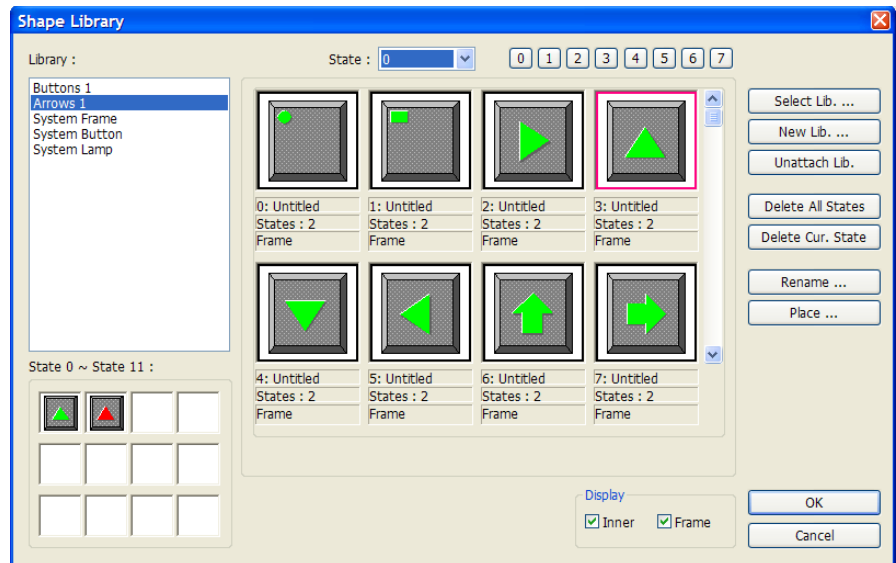 Shape Library
Library :
State :
0
0 1 2 3 4 5 6 7
Buttons 1
Arrows 1
System Frame
System Button
System Lamp
0: Untitled
States : 2
Frame
1: Untitled
States : 2
Frame
2: Untitled
States : 2
Frame
3: Untitled
States : 2
Frame
4: Untitled
States : 2
Frame
5: Untitled
States : 2
Frame
6: Untitled
States : 2
Frame
7: Untitled
States : 2
Frame
Select Lib. ...
New Lib. ...
Unattach Lib.
Delete All States
Delete Cur. State
Rename ...
Place ...
State 0 ~ State 11 :
Display
Inner
Frame
OK
Cancel